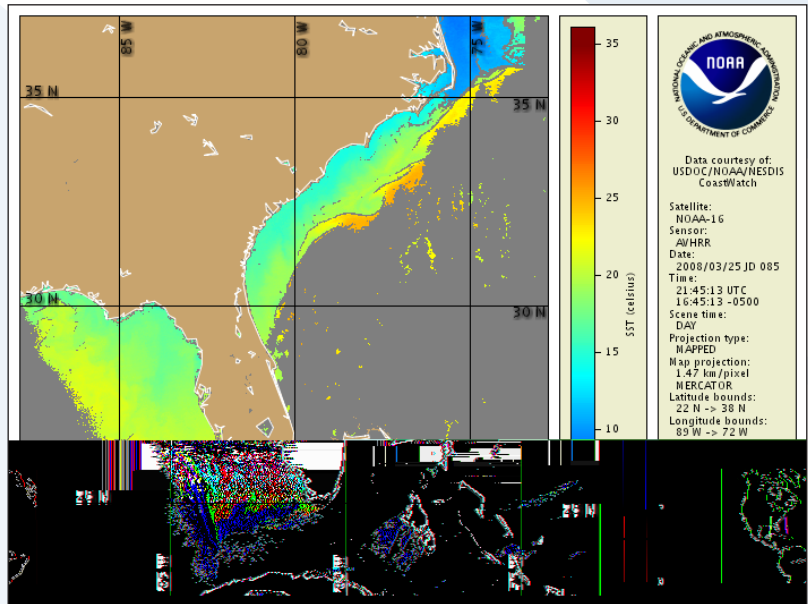 85 W
80 W
75 W
35 N
35 N
30 N
30 N
35
30
25
20
15
10
SST (celsius)
NATIONAL OCEANIC AND ATMOSPHERIC ADMINISTRATION
NOAA
U.S. DEPARTMENT OF COMMERCE
Data courtesy of:
USDOC/NOAA/NESDIS
CoastWatch
Satellite:
NOAA-16
Sensor:
AVHRR
Date:
2008/03/25 JD 085
Time:
21:45:13 UTC
16:45:13 -0500
Scene time:
DAY
Projection type:
MAPPED
Map projection:
1.47 km/pixel
MERCATOR
Latitude bounds:
22 N -> 38 N
Longitude bounds:
89 W -> 72 W